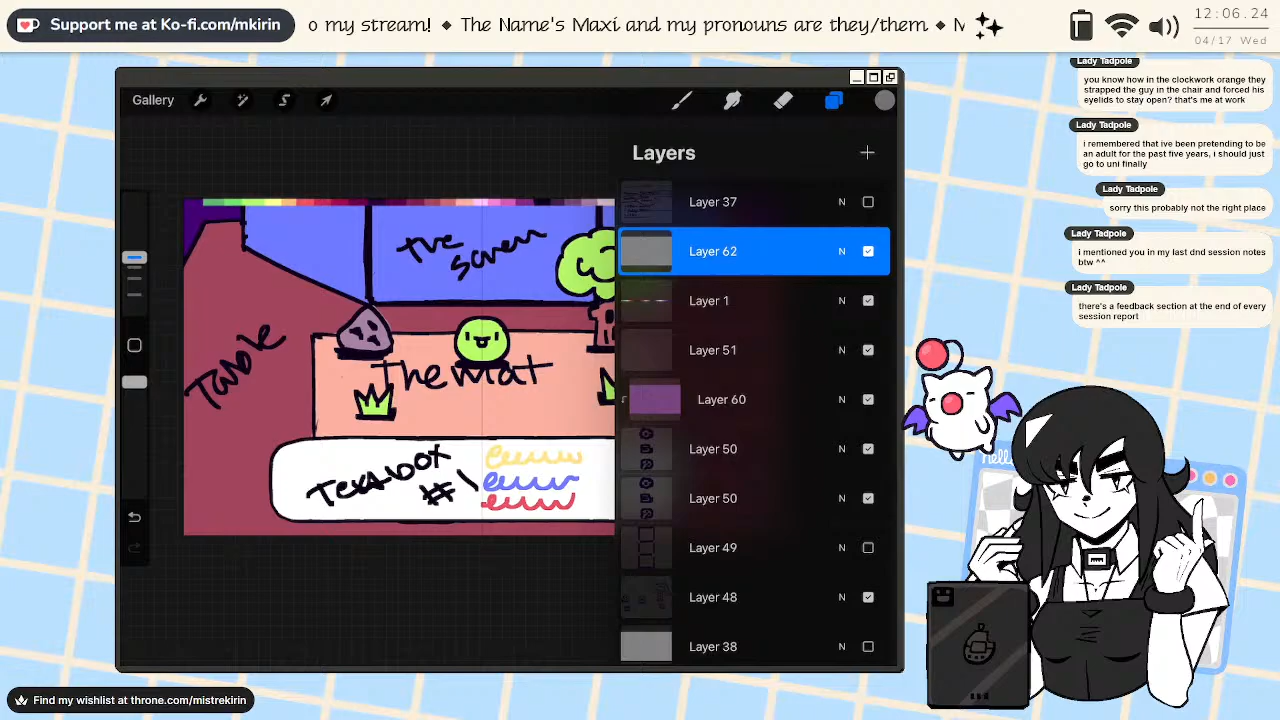 Support me at Ko-fi.com/mkirin
o my stream! ◆ The Name's Maxi and my pronouns are they/them ◆
12:06.24
04/17 Wed
Gallery
Layers
Layer 37 N
Layer 62 N
Layer 1 N
Layer 51 N
Layer 60 N
Layer 50 N
Layer 50 N
Layer 49 N
Layer 48 N
Layer 38 N
The screen
Table
The Mat
Textbox
#1
Lady Tadpole
you know how in the clockwork orange they
strapped the guy in the chair and forced his
eyelids to stay open? that's me at work
Lady Tadpole
i remembered that ive been pretending to be
an adult for the past five years, i should just
go to uni finally
Lady Tadpole
sorry this probably not the right place
Lady Tadpole
i mentioned you in my last dnd session notes
btw ^^
Lady Tadpole
there's a feedback section at the end of every
session report
Find my wishlist at throne.com/mistrekirin